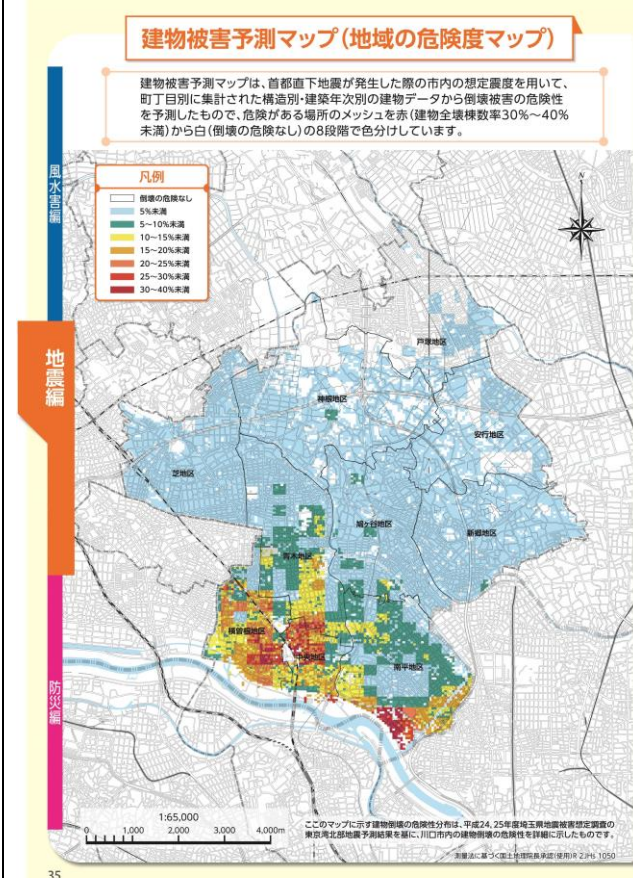 建物被害予測マップ(地域の危険度マップ)
建物被害予測マップは、首都直下地震が発生した際の市内の想定震度を用いて、
町丁目別に集計された構造別・建築年次別の建物データから倒壊被害の危険性
を予測したもので、危険がある場所のメッシュを赤(建物全壊棟数率30%〜40%
未満)から白(倒壊の危険なし)の8段階で色分けしています。
風水害編
地震編
防災編
凡例
倒壊の危険なし
5%未満
5〜10%未満
10〜15%未満
15〜20%未満
20〜25%未満
25〜30%未満
30〜40%未満
N
戸塚地区
神根地区
安行地区
芝地区
鳩ヶ谷地区
新郷地区
青木地区
横曽根地区
中央地区
南平地区
1:65,000
0 1,000 2,000 3,000 4,000m
ここのマップに示す建物倒壊の危険性分布は、平成24、25年度埼玉県地震被害想定調査の
東京湾北部地震予測結果を基に、川口市内の建物倒壊の危険性を詳細に示したものです。
測量法に基づく国土地理院長承認(使用)R 2JHs 1050
35